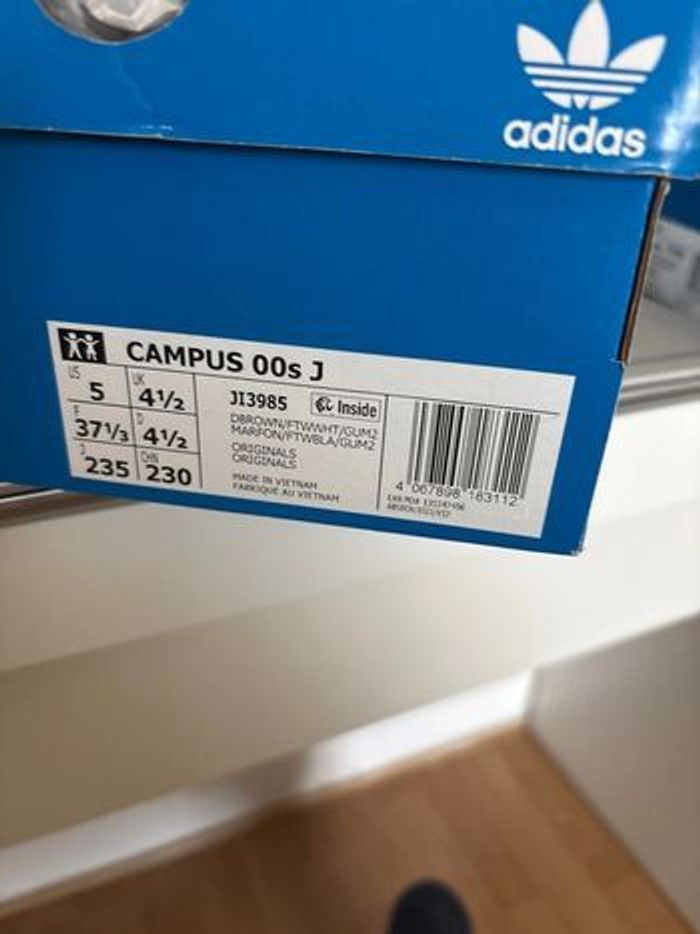 adidas
CAMPUS 00s J
US 5
UK 4½
F 37⅓
D 4½
J 235
CHN 230
JI3985
Inside
DBROWN/FTWWHT/GUM2
MARFON/FTWBLA/GUM2
ORIGINALS
ORIGINALS
MADE IN VIETNAM
FABRIQUÉ AU VIETNAM
4 067898 183112